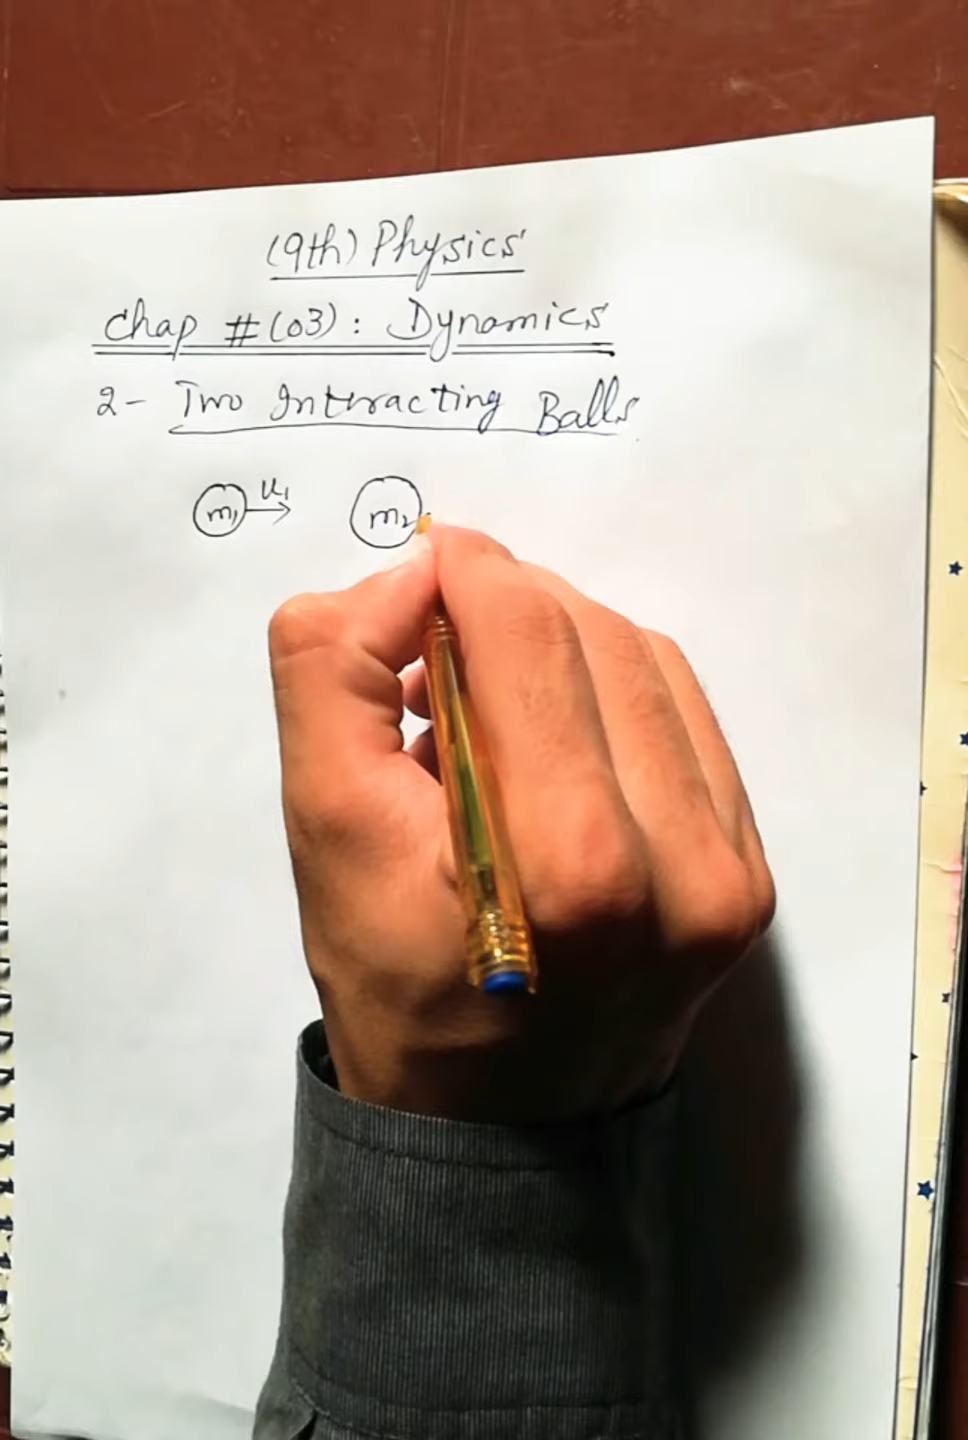 (9th) Physics
Chap #(03): Dynamics
2- Two Interacting Balls
m₁ u₁ m₂